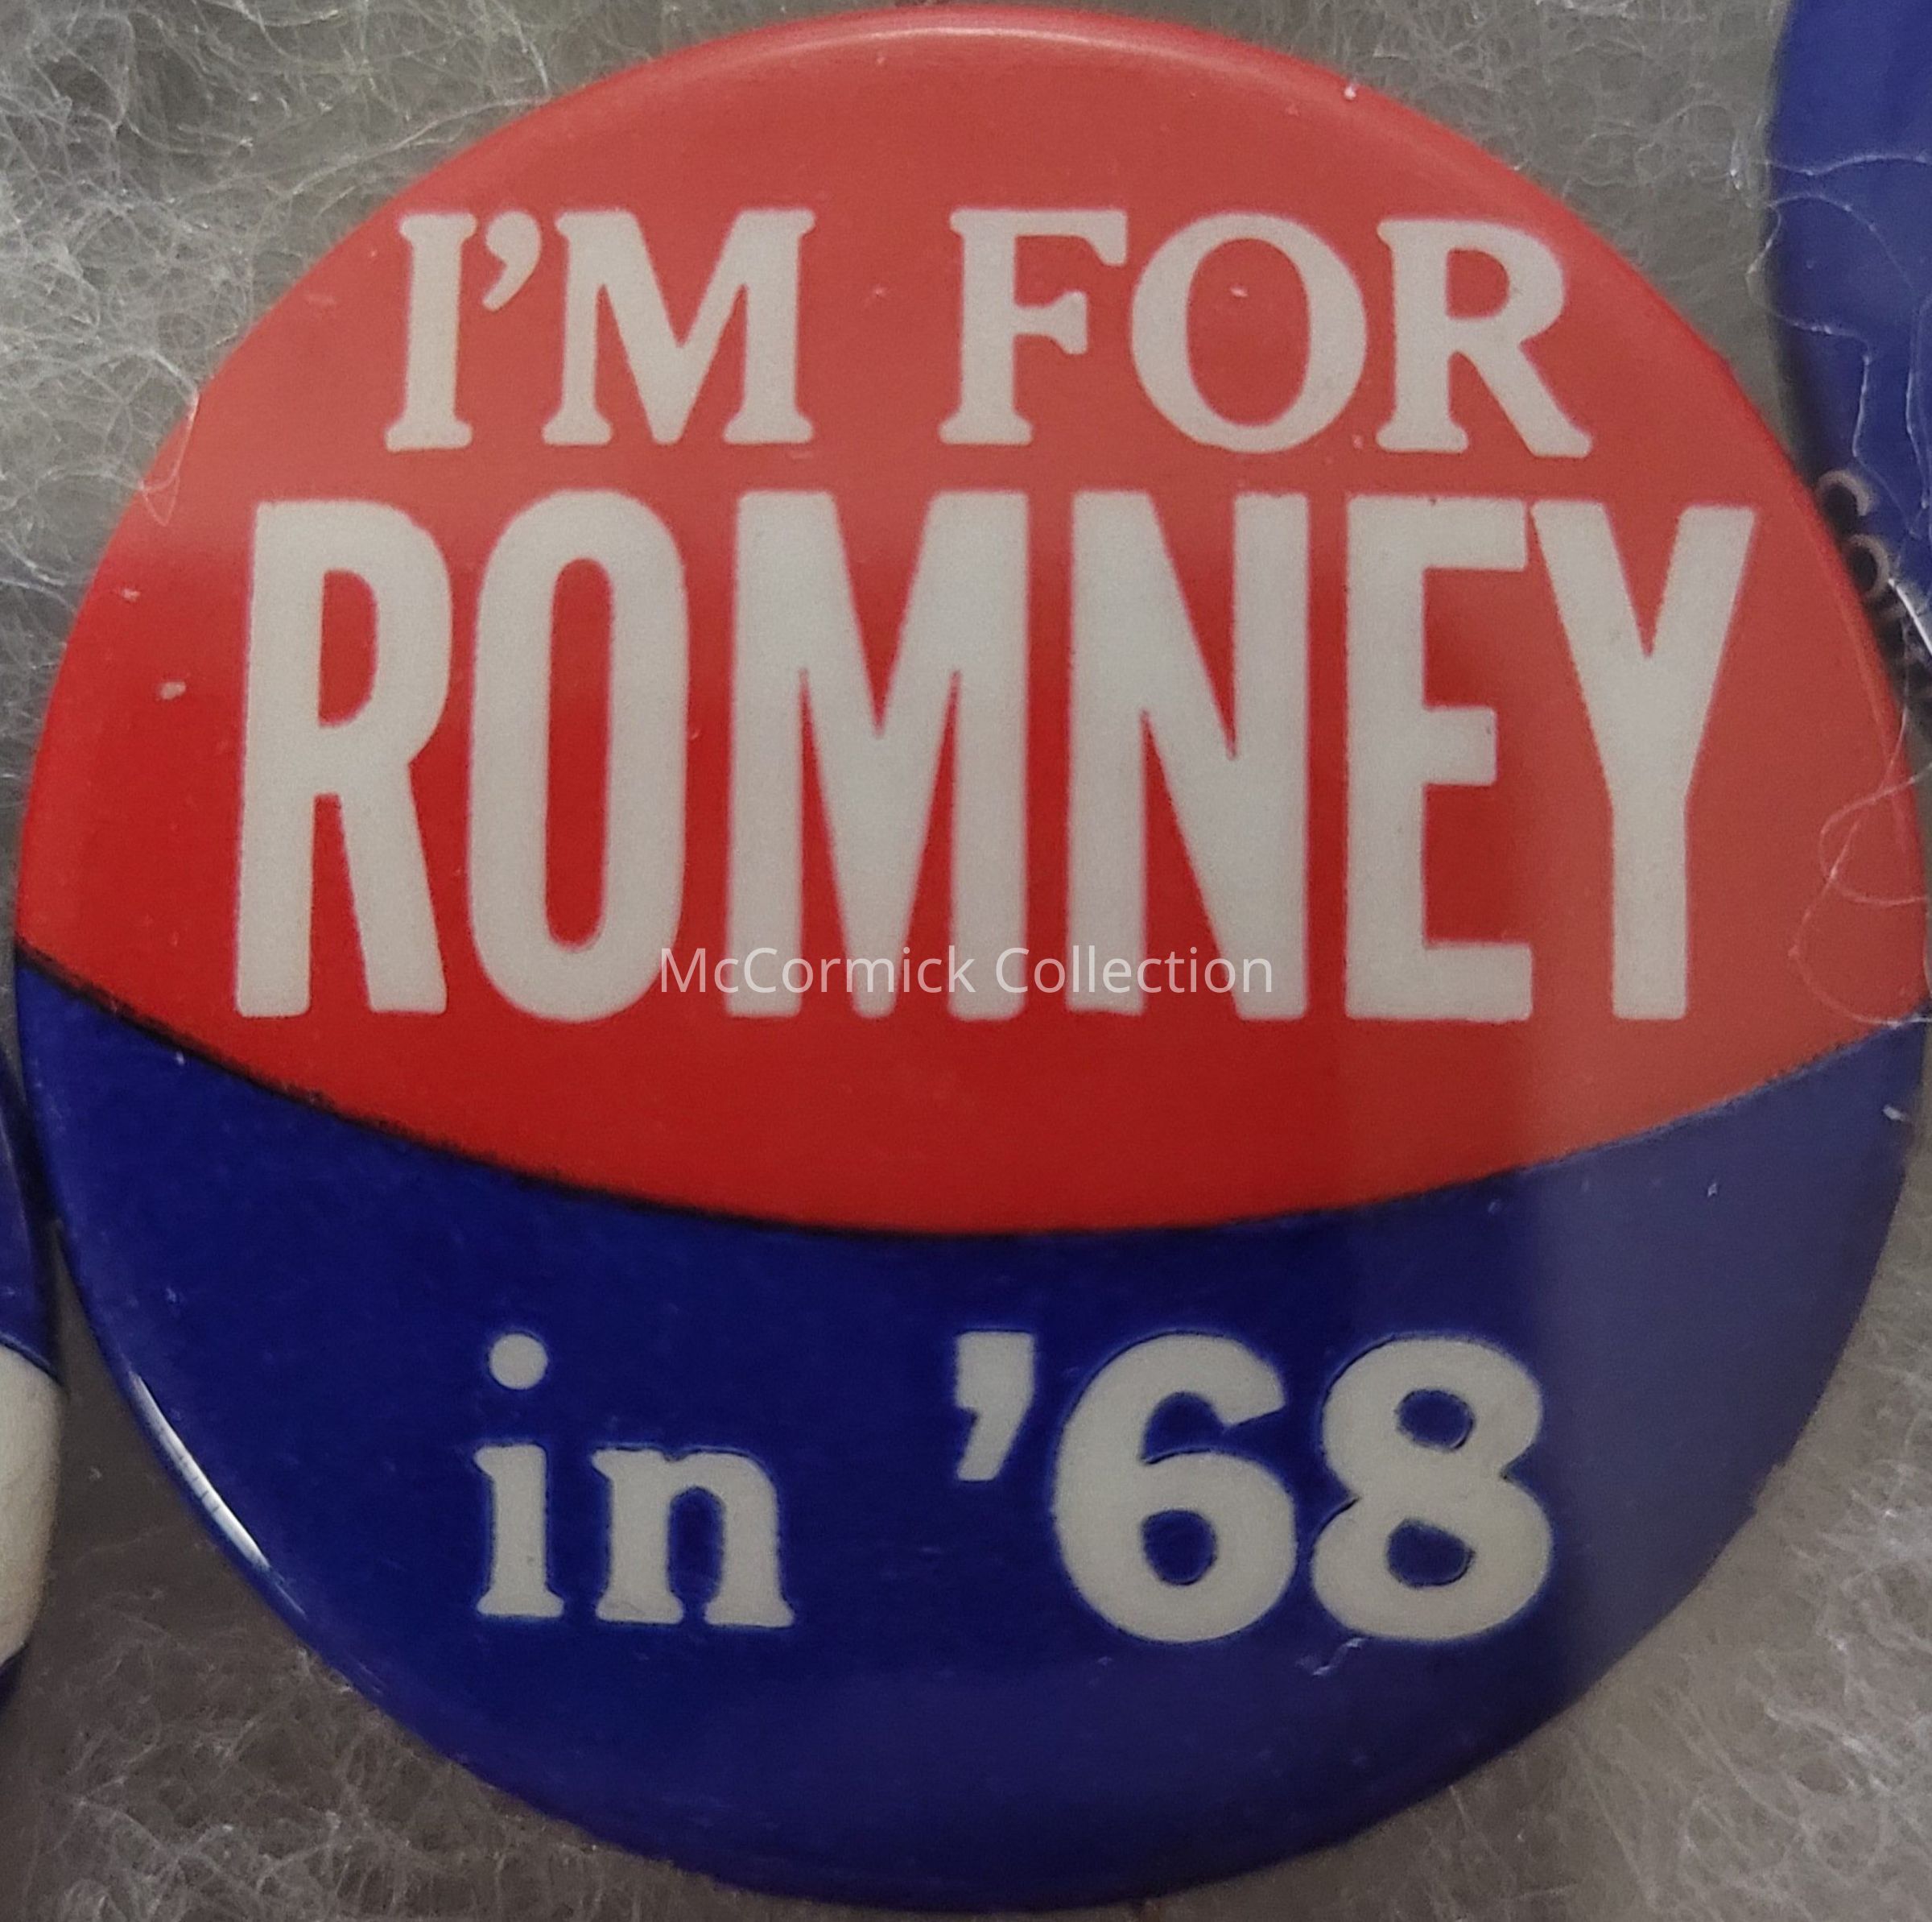 I'M FOR
ROMNEY
McCormick Collection
in '68